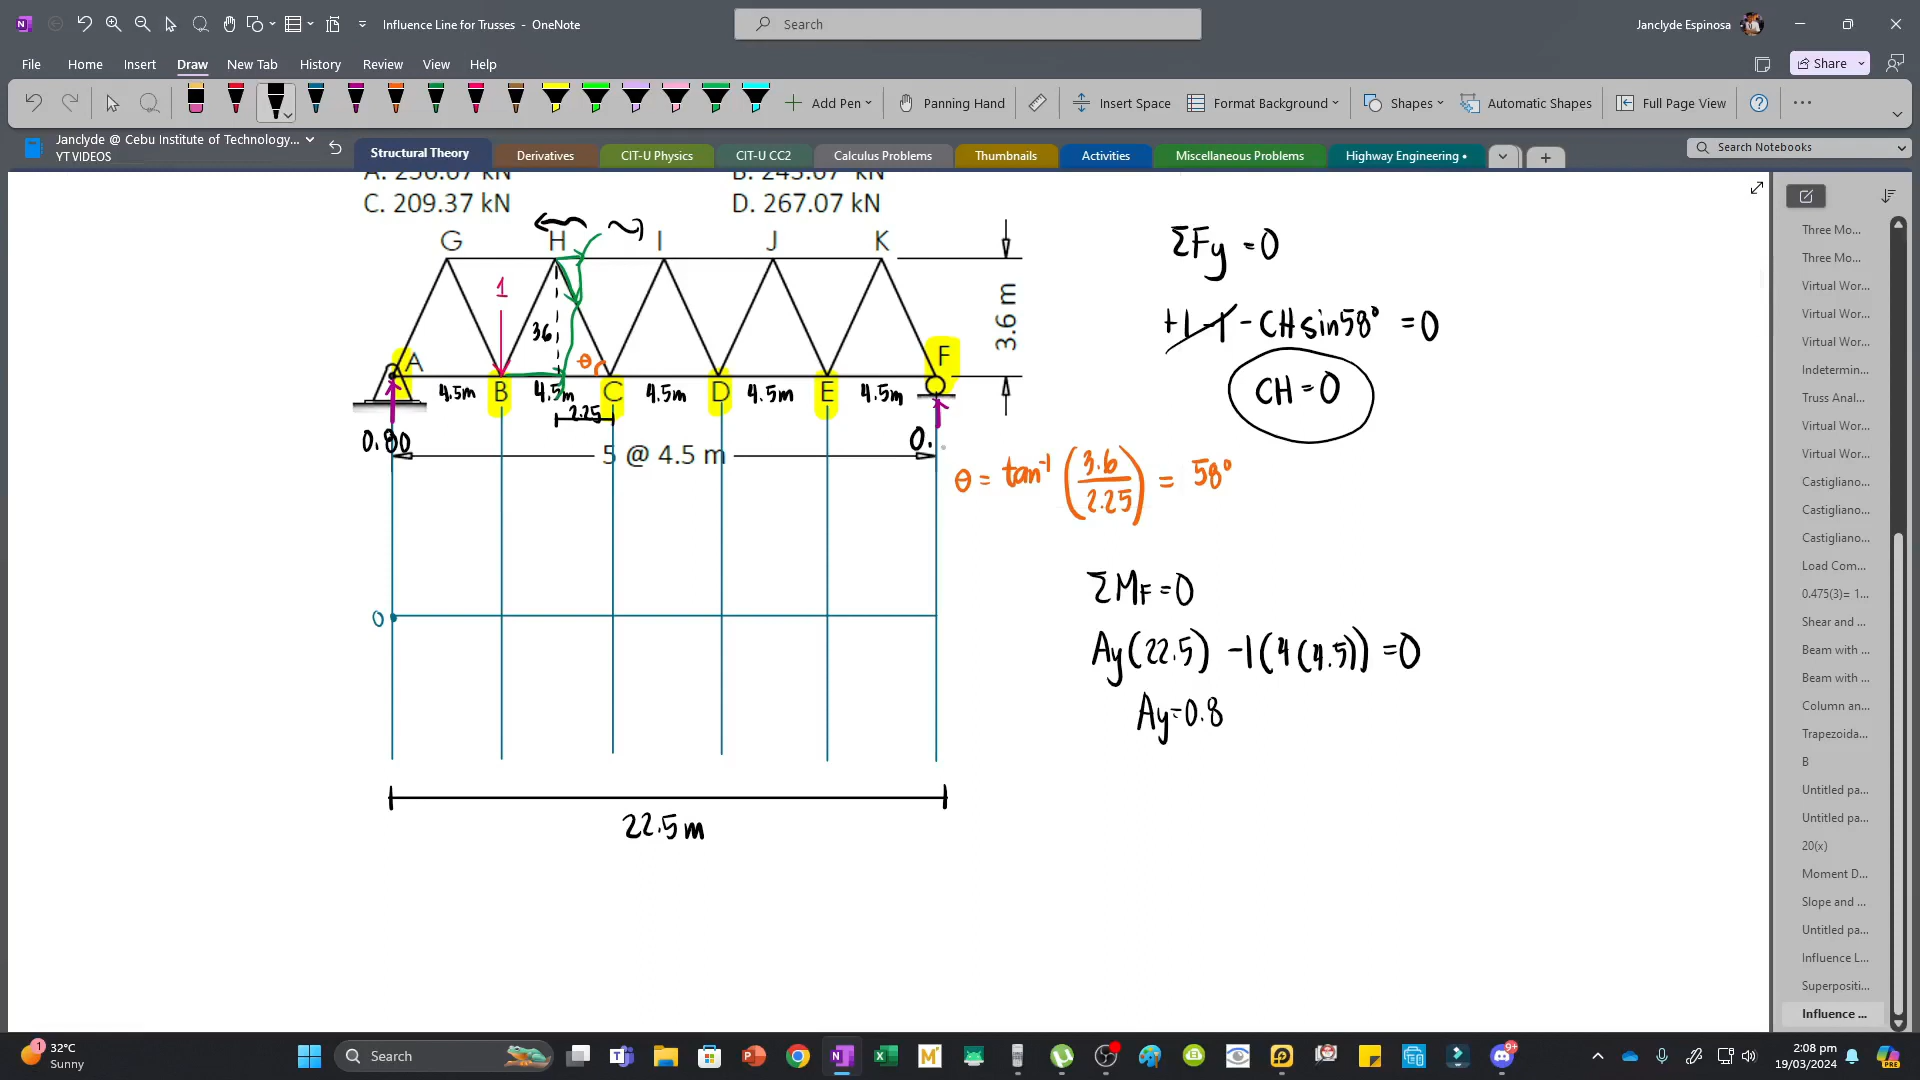 Influence Line for Trusses - OneNote
Search
Janclyde Espinosa
File Home Insert Draw New Tab History Review View Help
Share
Add Pen
Panning Hand
Insert Space
Format Background
Shapes
Automatic Shapes
Full Page View
Janclyde @ Cebu Institute of Technology...
YT VIDEOS
Structural Theory
Derivatives
CIT-U Physics
CIT-U CC2
Calculus Problems
Thumbnails
Activities
Miscellaneous Problems
Highway Engineering
Search Notebooks
C. 209.37 kN
D. 267.07 kN
G H I J K
1
36
θ
3.6 m
A B C D E F
4.5m 4.5m 4.5m 4.5m 4.5m
2.25
0.80
0.
5 @ 4.5 m
0
22.5m
ΣFy = 0
+1 -1 - CH sin58° = 0
CH = 0
θ = tan⁻¹ (3.6/2.25) = 58°
ΣMF = 0
Ay(22.5) -1(4(4.5)) = 0
Ay = 0.8
Three Mo...
Three Mo...
Virtual Wor...
Virtual Wor...
Virtual Wor...
Indetermin...
Truss Anal...
Virtual Wor...
Virtual Wor...
Castigliano...
Castigliano...
Castigliano...
Load Com...
0.475(3)= 1...
Shear and ...
Beam with ...
Beam with ...
Column an...
Trapezoida...
B
Untitled pa...
Untitled pa...
20(x)
Moment D...
Slope and ...
Untitled pa...
Influence L...
Superpositi...
Influence ...
1
32°C
Sunny
Search
9+
2:08 pm
19/03/2024